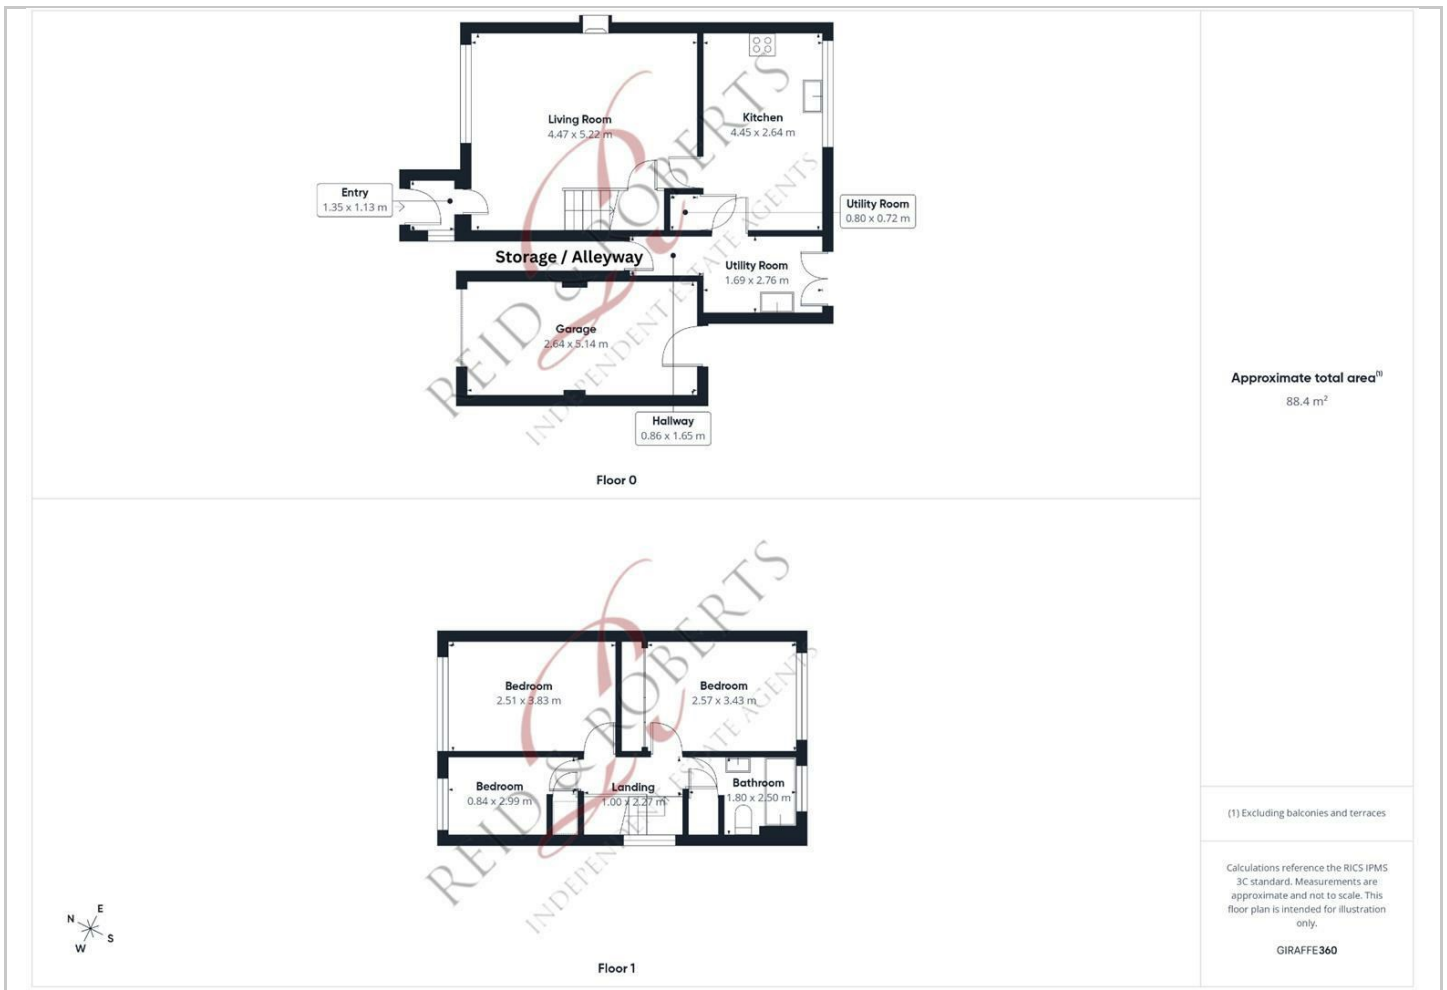 Living Room
4.47 x 5.22 m
Kitchen
4.45 x 2.64 m
Entry
1.35 x 1.13 m
Utility Room
0.80 x 0.72 m
Storage / Alleyway
Utility Room
1.69 x 2.76 m
Garage
2.64 x 5.14 m
Hallway
0.86 x 1.65 m
Floor 0
REID & ROBERTS
INDEPENDENT ESTATE AGENTS
Approximate total area(1)
88.4 m²
Bedroom
2.51 x 3.83 m
Bedroom
2.57 x 3.43 m
Bedroom
0.84 x 2.99 m
Landing
1.00 x 2.27 m
Bathroom
1.80 x 2.50 m
REID & ROBERTS
INDEPENDENT ESTATE AGENTS
N E
W S
Floor 1
(1) Excluding balconies and terraces
Calculations reference the RICS IPMS
3C standard. Measurements are
approximate and not to scale. This
floor plan is intended for illustration
only.
GIRAFFE360